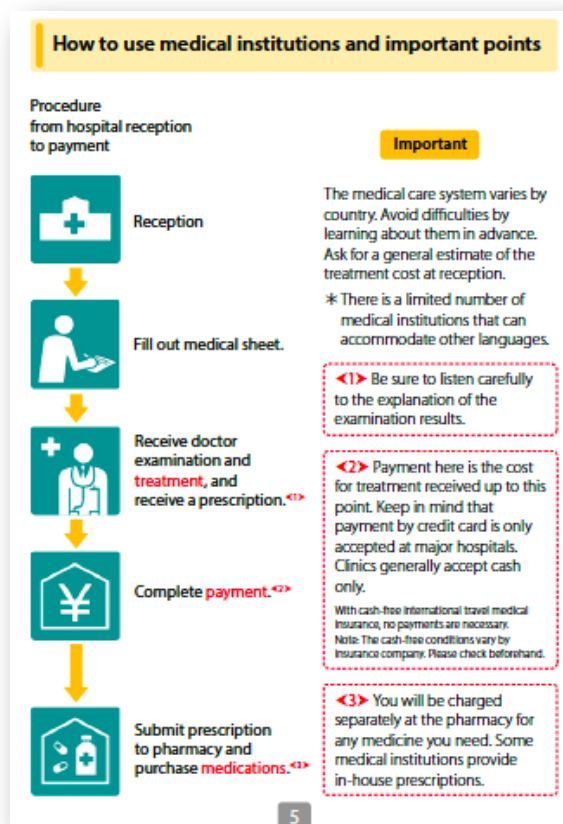 How to use medical institutions and important points
Procedure
from hospital reception
to payment
Reception
Fill out medical sheet.
Receive doctor
examination and
treatment, and
receive a prescription.<1>
Complete payment.<2>
Submit prescription
to pharmacy and
purchase medications.<3>
Important
The medical care system varies by
country. Avoid difficulties by
learning about them in advance.
Ask for a general estimate of the
treatment cost at reception.
* There is a limited number of
medical institutions that can
accommodate other languages.
<1> Be sure to listen carefully
to the explanation of the
examination results.
<2> Payment here is the cost
for treatment received up to this
point. Keep in mind that
payment by credit card is only
accepted at major hospitals.
Clinics generally accept cash
only.
With cash-free international travel medical
insurance, no payments are necessary.
Note: The cash-free conditions vary by
insurance company. Please check beforehand.
<3> You will be charged
separately at the pharmacy for
any medicine you need. Some
medical institutions provide
in-house prescriptions.
¥
5